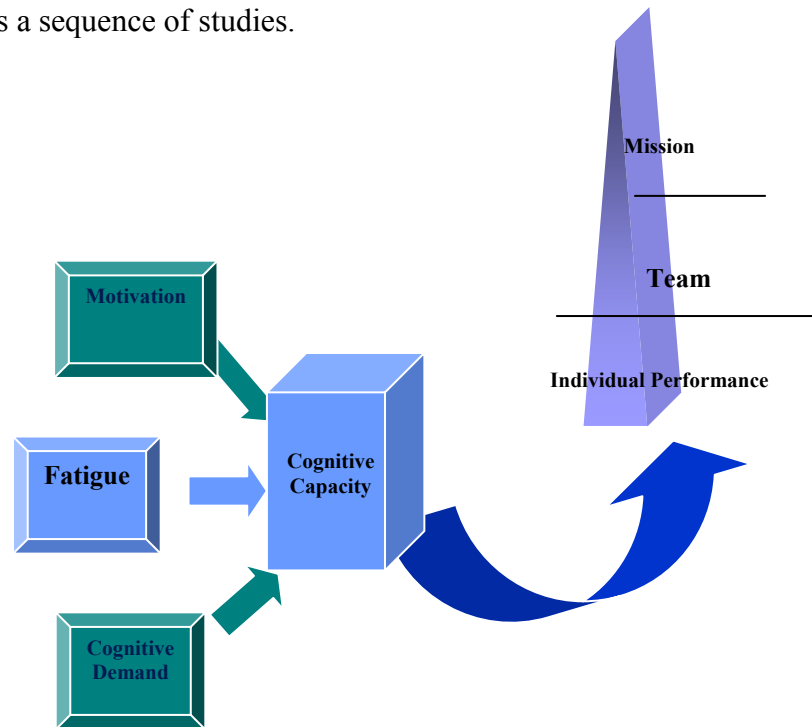 s a sequence of studies.
Mission
Team
Individual Performance
Motivation
Fatigue
Cognitive
Capacity
Cognitive
Demand